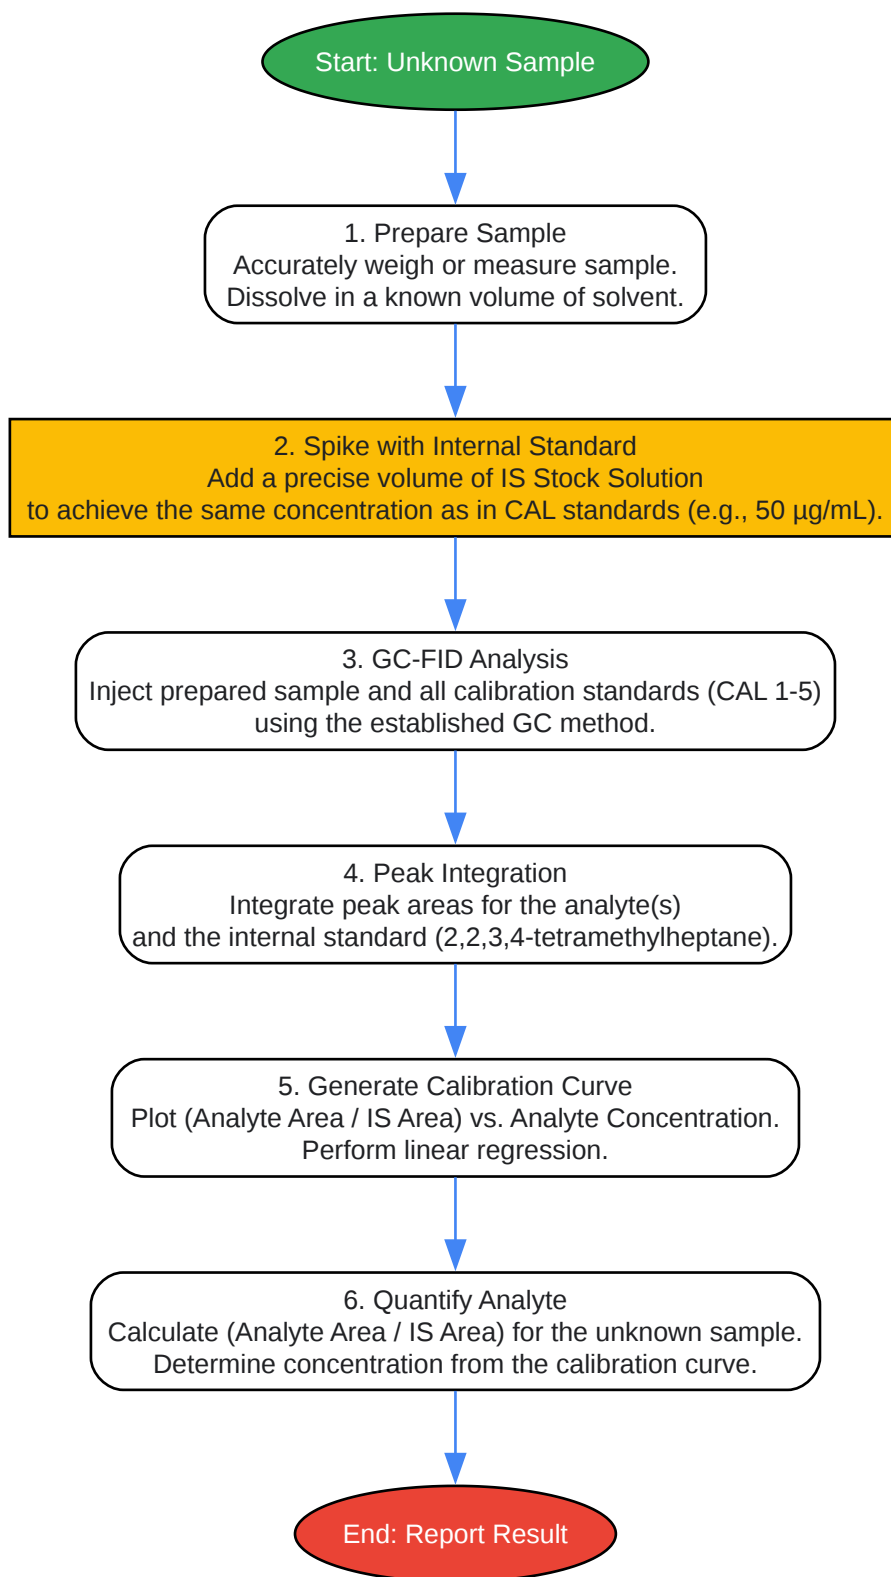 Start: Unknown Sample
1. Prepare Sample
Accurately weigh or measure sample.
Dissolve in a known volume of solvent.
2. Spike with Internal Standard
Add a precise volume of IS Stock Solution
to achieve the same concentration as in CAL standards (e.g., 50 µg/mL).
3. GC-FID Analysis
Inject prepared sample and all calibration standards (CAL 1-5)
using the established GC method.
4. Peak Integration
Integrate peak areas for the analyte(s)
and the internal standard (2,2,3,4-tetramethylheptane).
5. Generate Calibration Curve
Plot (Analyte Area / IS Area) vs. Analyte Concentration.
Perform linear regression.
6. Quantify Analyte
Calculate (Analyte Area / IS Area) for the unknown sample.
Determine concentration from the calibration curve.
End: Report Result